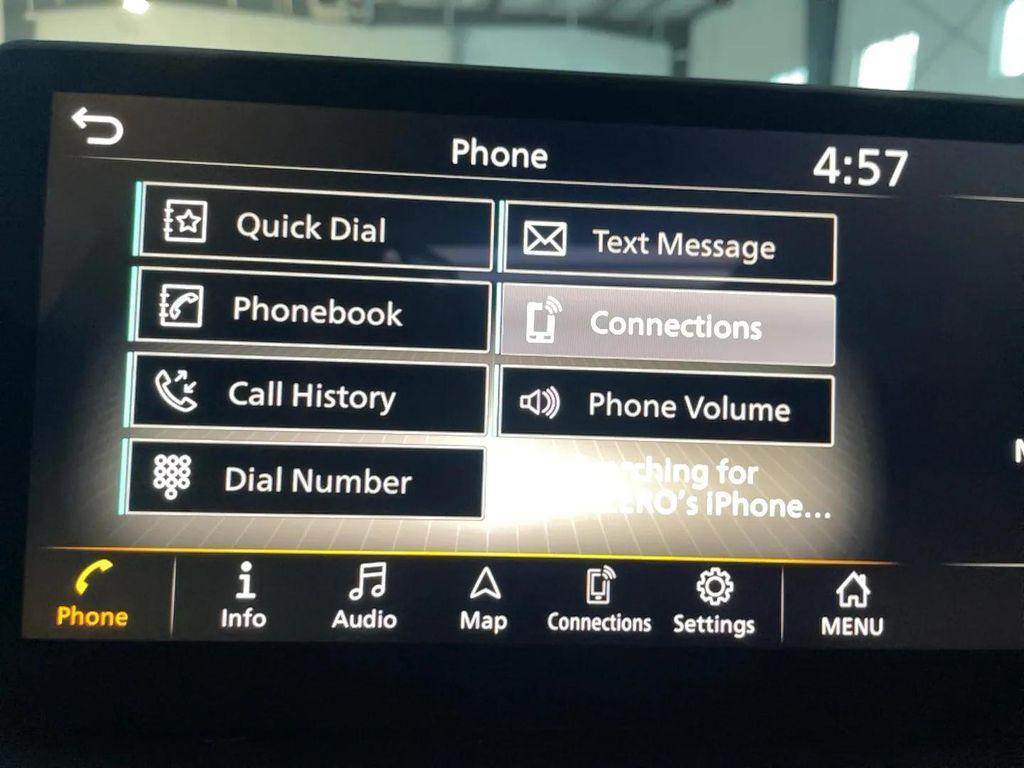 Phone
4:57
Quick Dial
Text Message
Phonebook
Connections
Call History
Phone Volume
Dial Number
for
iPhone...
Phone
Info
Audio
Map
Connections
Settings
MENU